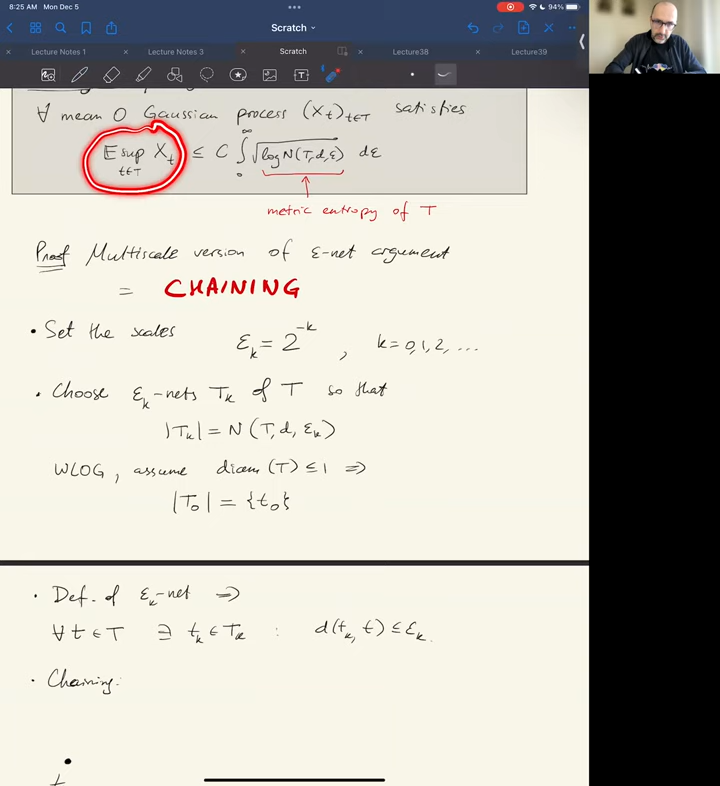 8:25 AM Mon Dec 5
94%
Scratch
Lecture Notes 1
Lecture Notes 3
Scratch
Lecture38
Lecture39
∀ mean 0 Gaussian process (X_t)_{t∈T} satisfies
E sup_{t∈T} X_t ≤ C ∫_0^∞ √(log N(T,d,ε)) dε
metric entropy of T
Proof Multiscale version of ε-net argument
= CHAINING
• Set the scales ε_k = 2^{-k}, k = 0,1,2,...
• Choose ε_k-nets T_k of T so that
|T_k| = N(T,d,ε_k)
WLOG, assume diam(T) ≤ 1 ⇒
|T_0| = {t_0}
• Def. of ε_k-net ⇒
∀ t ∈ T ∃ t_k ∈ T_k : d(t_k, t) ≤ ε_k.
• Chaining: